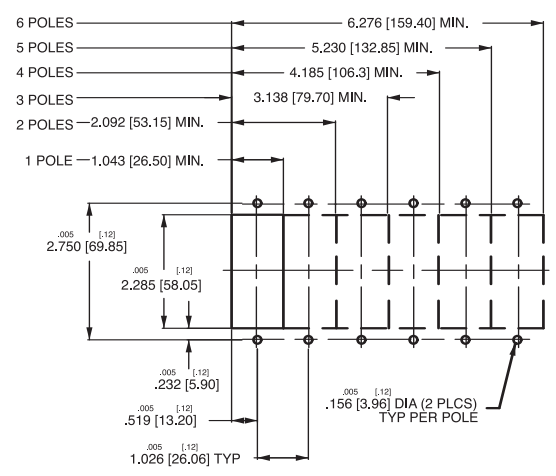 6 POLES 6.276 [159.40] MIN.
5 POLES 5.230 [132.85] MIN.
4 POLES 4.185 [106.3] MIN.
3 POLES 3.138 [79.70] MIN.
2 POLES 2.092 [53.15] MIN.
1 POLE 1.043 [26.50] MIN.
.005 [.12]
2.750 [69.85]
.005 [.12]
2.285 [58.05]
.005 [.12]
.232 [5.90]
.005 [.12]
.156 [3.96] DIA (2 PLCS)
TYP PER POLE
.005 [.12]
.519 [13.20]
.005 [.12]
1.026 [26.06] TYP